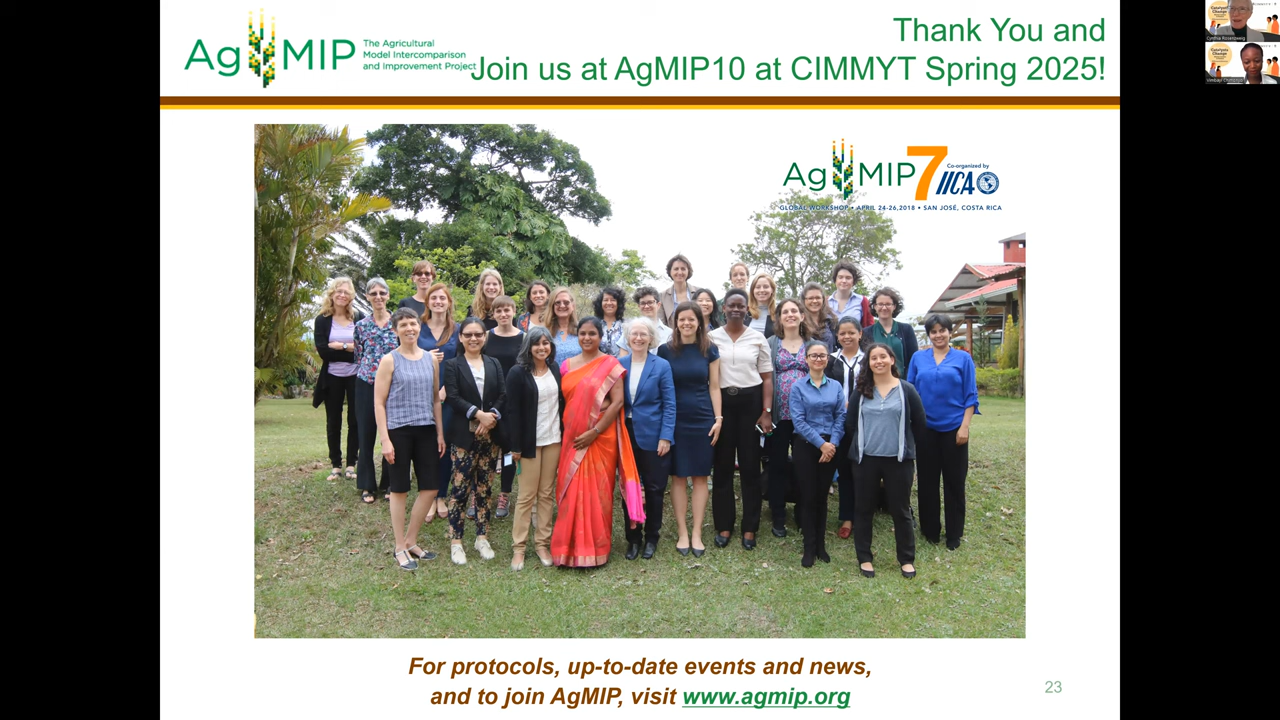 AgMIP
The Agricultural
Model Intercomparison
and Improvement Project
Thank You and
Join us at AgMIP10 at CIMMYT Spring 2025!
AgMIP7
Co-organized by
IICA
GLOBAL WORKSHOP • APRIL 24-26,2018 • SAN JOSÉ, COSTA RICA
For protocols, up-to-date events and news,
and to join AgMIP, visit www.agmip.org
23
Cynthia Rosenzweig